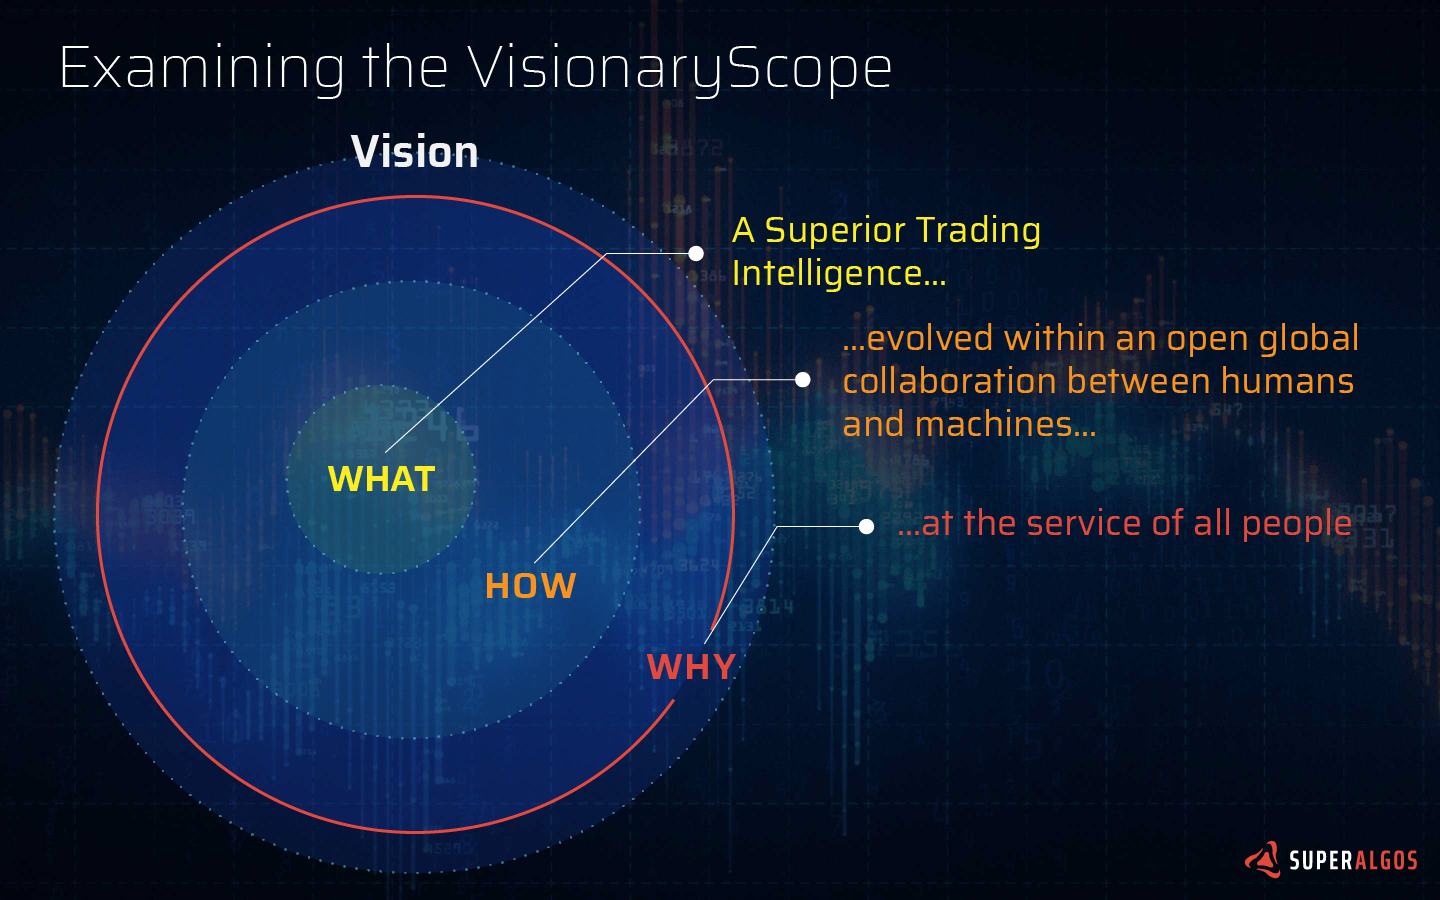 Examining the VisionaryScope
Vision
A Superior Trading
Intelligence...
...evolved within an open global
collaboration between humans
and machines...
WHAT
...at the service of all people
HOW
WHY
SUPERALGOS